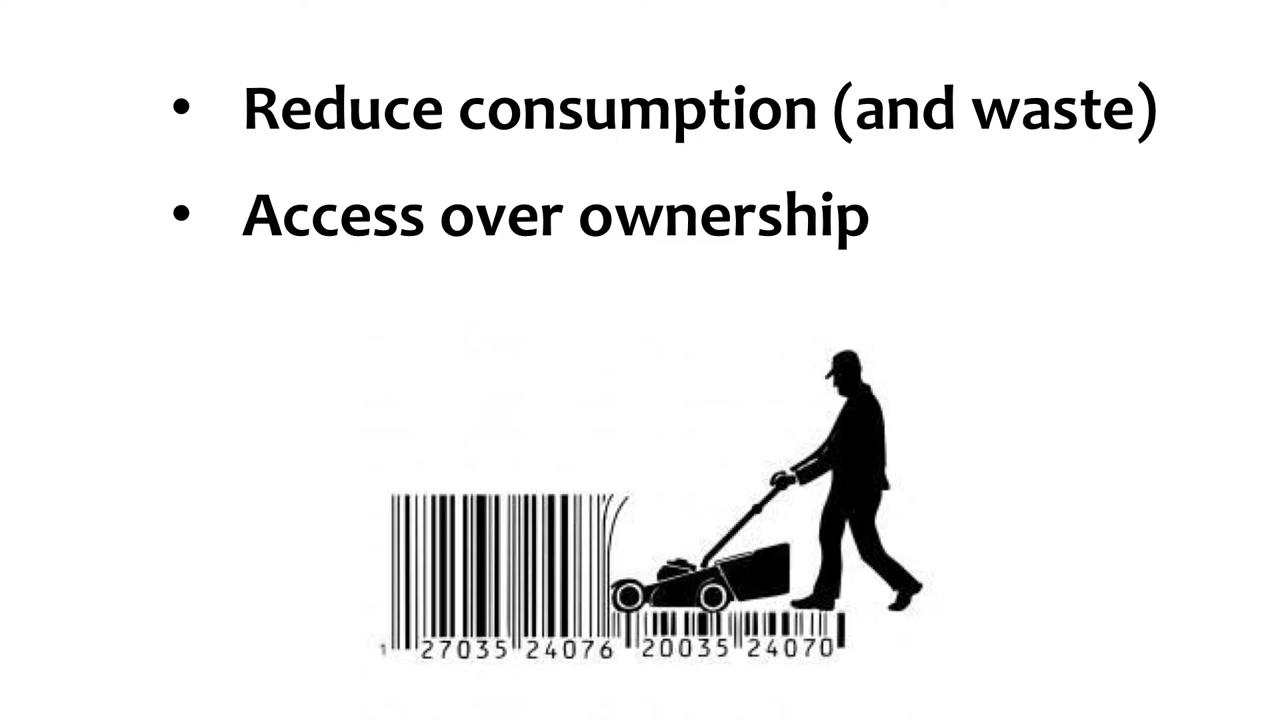 • Reduce consumption (and waste)
• Access over ownership
1 27035 24076 20035 24070